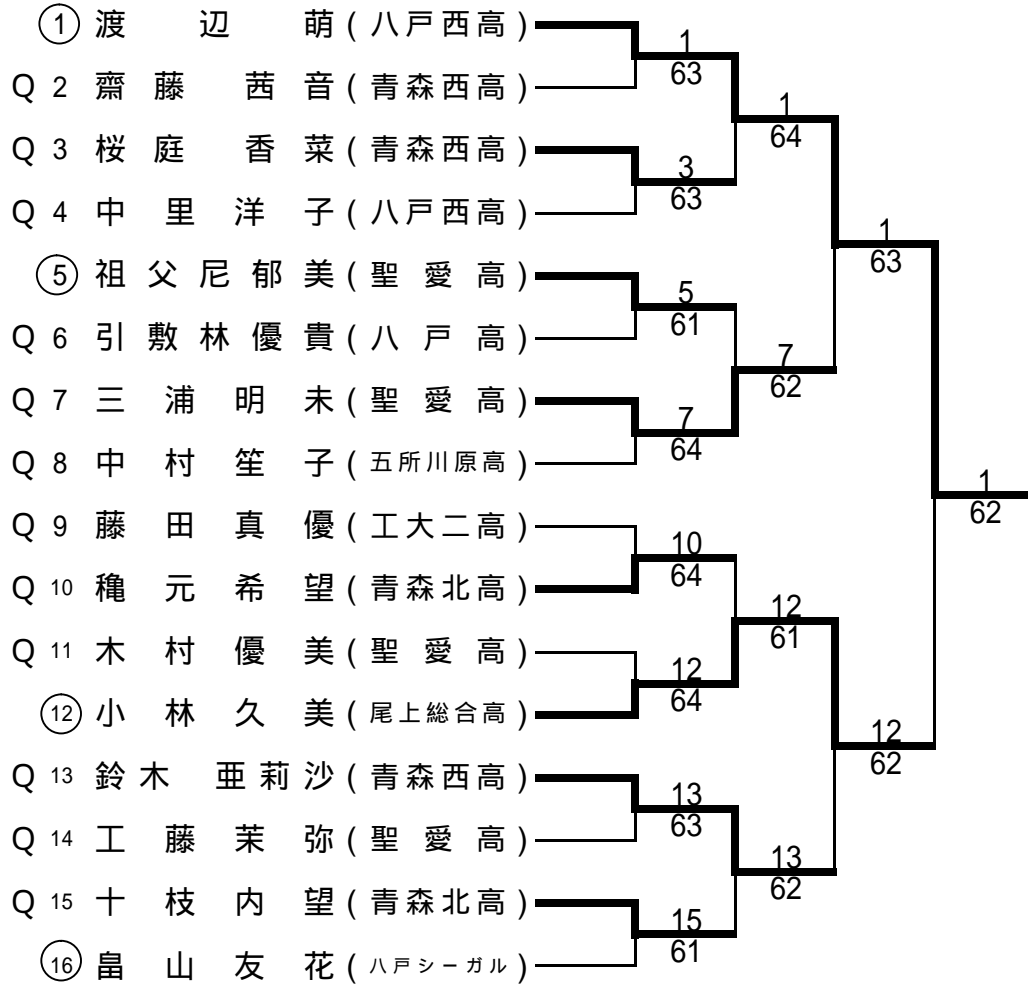 ① 渡辺萌 (八戸西高)
Q 2 齋藤茜音 (青森西高)
Q 3 桜庭香菜 (青森西高)
Q 4 中里洋子 (八戸西高)
⑤ 祖父尼郁美 (聖愛高)
Q 6 引敷林優貴 (八戸高)
Q 7 三浦明未 (聖愛高)
Q 8 中村笙子 (五所川原高)
Q 9 藤田真優 (工大二高)
Q 10 穐元希望 (青森北高)
Q 11 木村優美 (聖愛高)
⑫ 小林久美 (尾上総合高)
Q 13 鈴木亜莉沙 (青森西高)
Q 14 工藤茉弥 (聖愛高)
Q 15 十枝内望 (青森北高)
⑯ 畠山友花 (八戸シーガル)
1
63
3
63
5
61
7
64
10
64
12
64
13
63
15
61
1
64
7
62
12
61
13
62
1
63
12
62
1
62